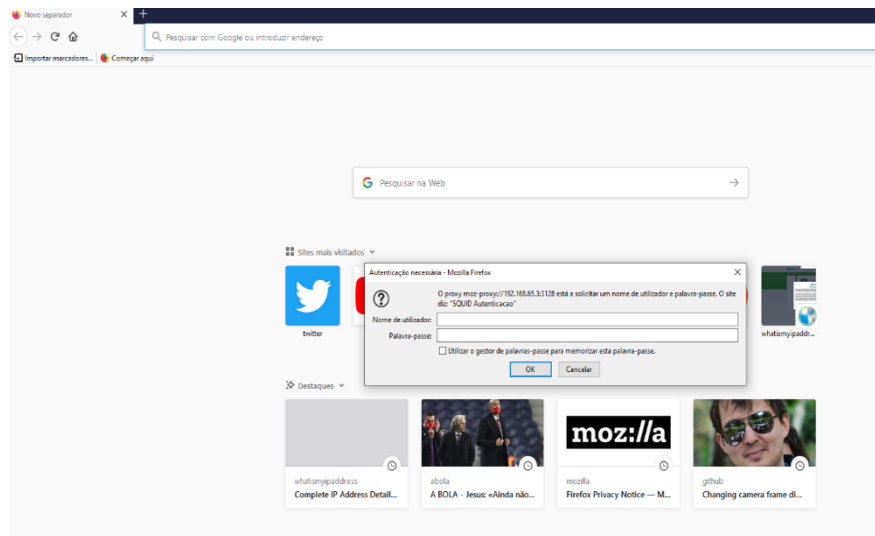 Novo separador
Pesquisar com Google ou introduzir endereço
Importar marcadores... Começar aqui
Pesquisar na Web
Sites mais visitados
Autenticação necessária - Mozilla Firefox
O proxy moz-proxy://192.168.65.3:3128 está a solicitar um nome de utilizador e palavra-passe. O site
diz: "SQUID Autenticacao"
Nome de utilizador:
Palavra-passe:
Utilizar o gestor de palavras-passe para memorizar esta palavra-passe.
OK Cancelar
twitter
whatismyipaddr...
Destaques
moz://a
whatismyipaddress
Complete IP Address Detail...
abola
A BOLA - Jesus: «Ainda não...
mozilla
Firefox Privacy Notice — M...
github
Changing camera frame di...